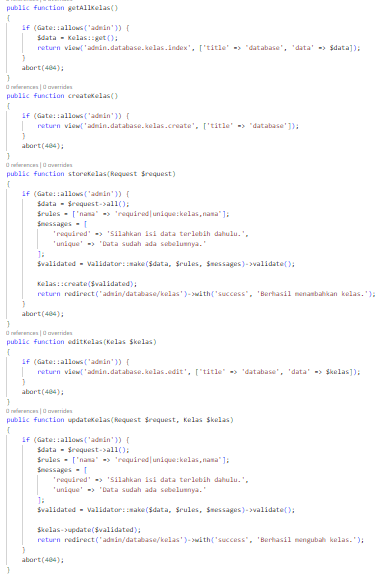 0 references | 0 overrides
public function getAllKelas()
{
    if (Gate::allows('admin')) {
        $data = Kelas::get();
        return view('admin.database.kelas.index', ['title' => 'database', 'data' => $data]);
    }
    abort(404);
}
0 references | 0 overrides
public function createKelas()
{
    if (Gate::allows('admin')) {
        return view('admin.database.kelas.create', ['title' => 'database']);
    }
    abort(404);
}
0 references | 0 overrides
public function storeKelas(Request $request)
{
    if (Gate::allows('admin')) {
        $data = $request->all();
        $rules = ['nama' => 'required|unique:kelas,nama'];
        $messages = [
            'required' => 'Silahkan isi data terlebih dahulu.',
            'unique' => 'Data sudah ada sebelumnya.'
        ];
        $validated = Validator::make($data, $rules, $messages)->validate();
        Kelas::create($validated);
        return redirect('admin/database/kelas')->with('success', 'Berhasil menambahkan kelas.');
    }
    abort(404);
}
0 references | 0 overrides
public function editKelas(Kelas $kelas)
{
    if (Gate::allows('admin')) {
        return view('admin.database.kelas.edit', ['title' => 'database', 'data' => $kelas]);
    }
    abort(404);
}
0 references | 0 overrides
public function updateKelas(Request $request, Kelas $kelas)
{
    if (Gate::allows('admin')) {
        $data = $request->all();
        $rules = ['nama' => 'required|unique:kelas,nama'];
        $messages = [
            'required' => 'Silahkan isi data terlebih dahulu.',
            'unique' => 'Data sudah ada sebelumnya.'
        ];
        $validated = Validator::make($data, $rules, $messages)->validate();
        $kelas->update($validated);
        return redirect('admin/database/kelas')->with('success', 'Berhasil mengubah kelas.');
    }
    abort(404);
}